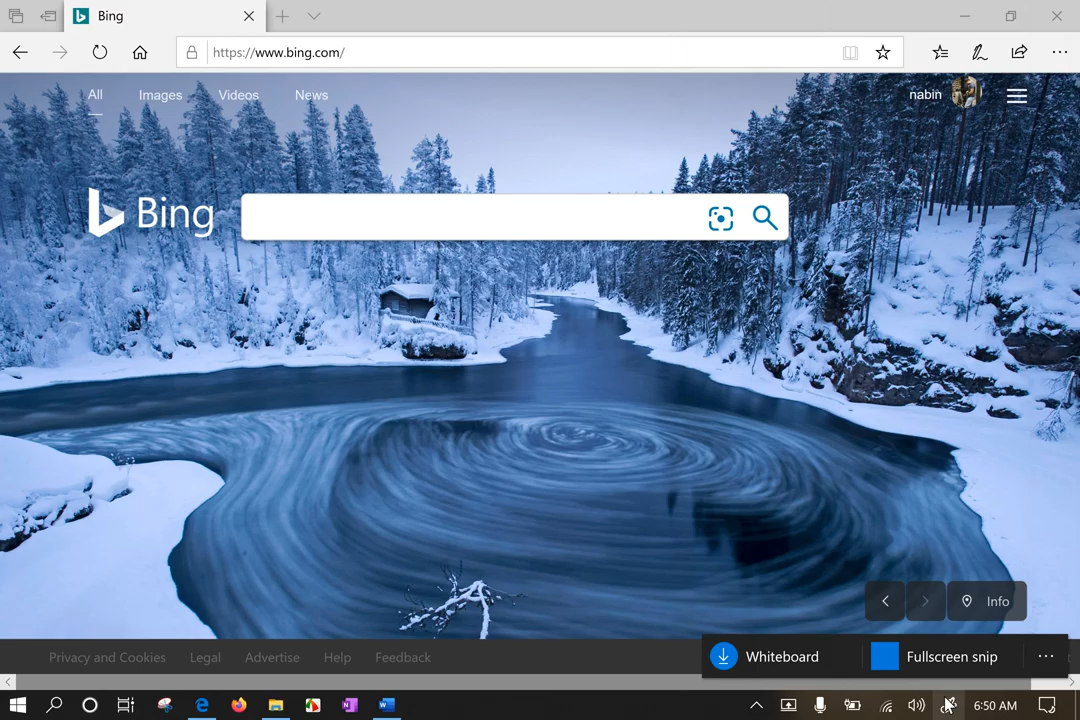 Bing
https://www.bing.com/
All Images Videos News nabin
Bing
Info
Privacy and Cookies Legal Advertise Help Feedback
Whiteboard Fullscreen snip
6:50 AM